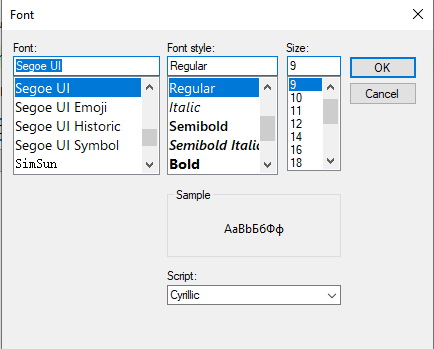 Font
Font:
Segoe UI
Segoe UI
Segoe UI Emoji
Segoe UI Historic
Segoe UI Symbol
SimSun
Font style:
Regular
Regular
Italic
Semibold
Semibold Italic
Bold
Size:
9
9
10
11
12
14
16
18
OK
Cancel
Sample
АаВbБбФф
Script:
Cyrillic